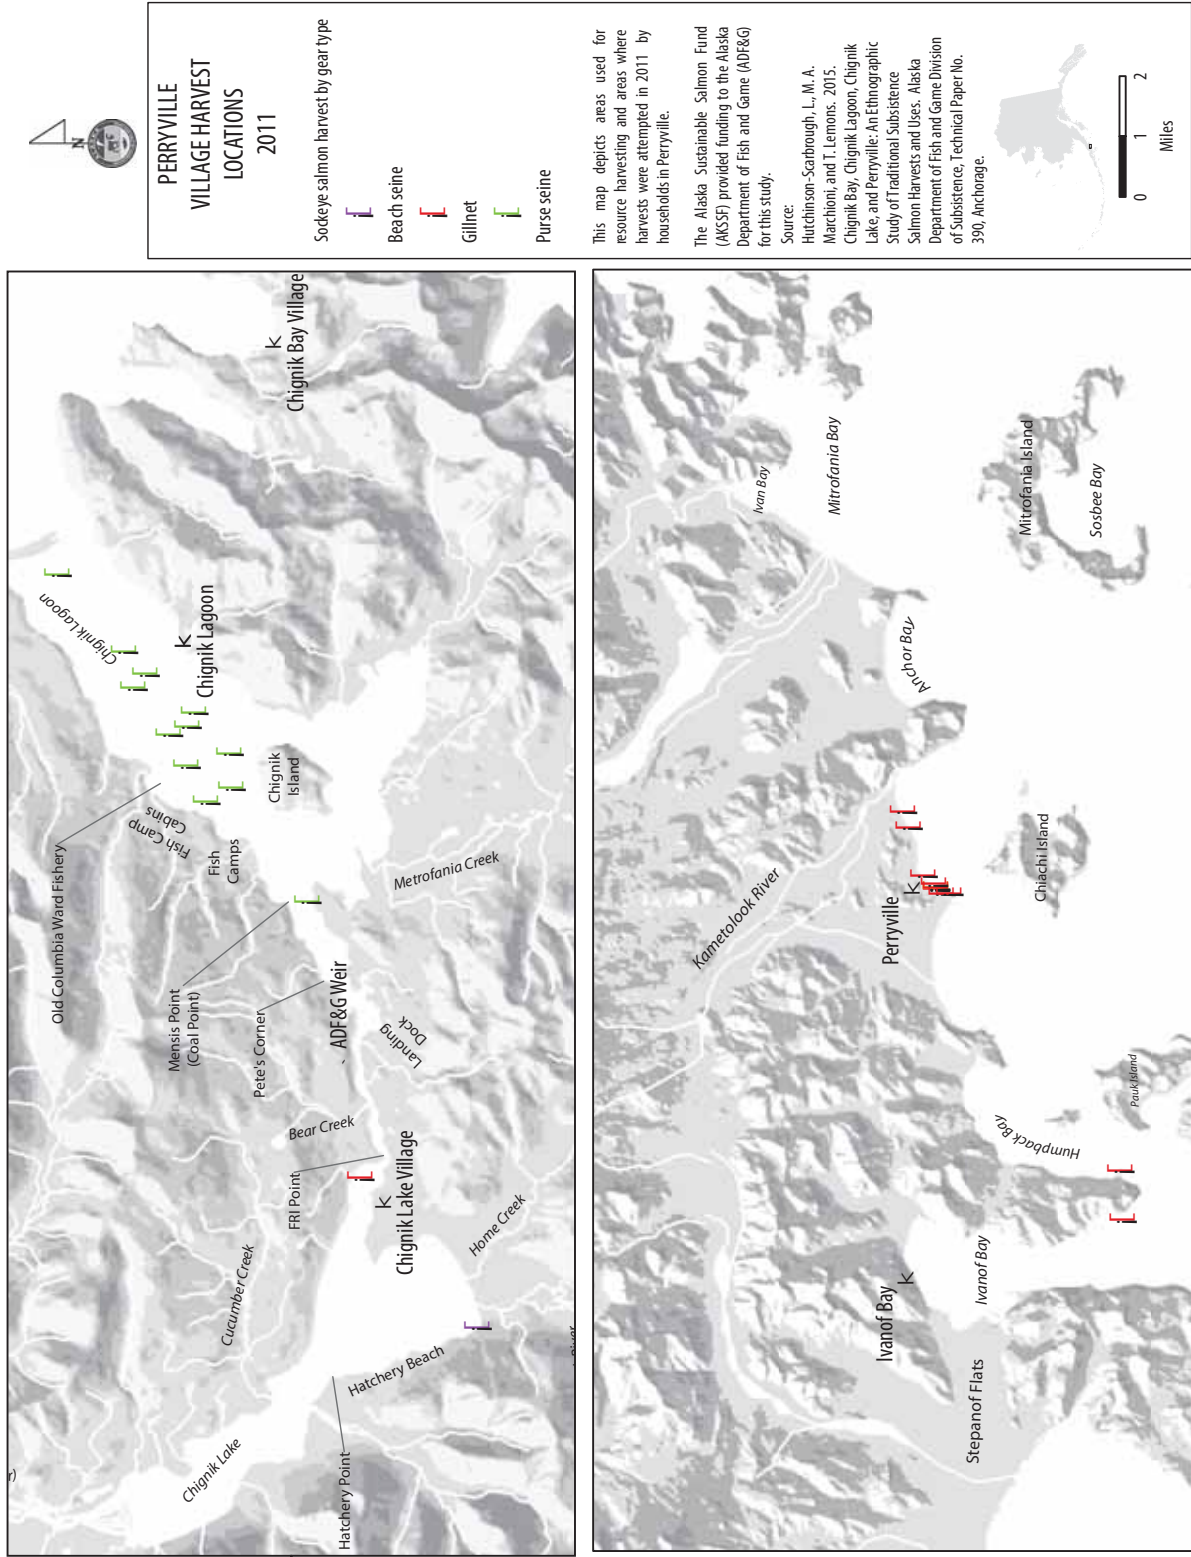 N
PERRYVILLE
VILLAGE HARVEST
LOCATIONS
2011
Sockeye salmon harvest by gear type
Beach seine
Gillnet
Purse seine
This map depicts areas used for
resource harvesting and areas where
harvests were attempted in 2011 by
households in Perryville.
The Alaska Sustainable Salmon Fund
(AKSSF) provided funding to the Alaska
Department of Fish and Game (ADF&G)
for this study.
Source:
Hutchinson-Scarbrough, L., M. A.
Marchioni, and T. Lemons. 2015.
Chignik Bay, Chignik Lagoon, Chignik
Lake, and Perryville: An Ethnographic
Study of Traditional Subsistence
Salmon Harvests and Uses. Alaska
Department of Fish and Game Division
of Subsistence, Technical Paper No.
390, Anchorage.
0 1 2
Miles
r)
Chignik Lake
Hatchery Point
Hatchery Beach
Cucumber Creek
Home Creek
FRI Point
k
Chignik Lake Village
Bear Creek
Landing
Dock
ADF&G Weir
Pete's Corner
Mensis Point
(Coal Point)
Metrofania Creek
Old Columbia Ward Fishery
Fish Camp
Cabins
Fish
Camps
Chignik
Island
Chignik Lagoon
k
Chignik Lagoon
k
Chignik Bay Village
River
Stepanof Flats
Ivanof Bay
k
Ivanof Bay
Humpback Bay
Pauk Island
Kametolook River
Perryville
k
Chiachi Island
Anchor Bay
Ivan Bay
Mitrofania Bay
Mitrofania Island
Sosbee Bay